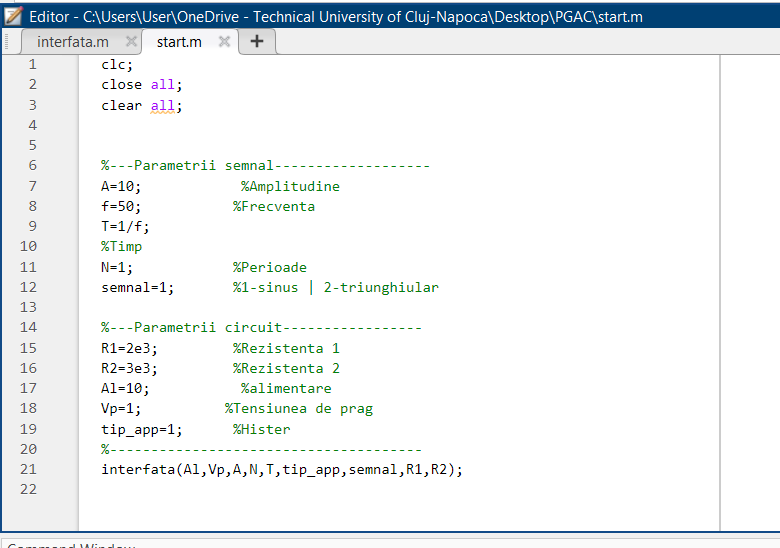 Editor - C:\Users\User\OneDrive - Technical University of Cluj-Napoca\Desktop\PGAC\start.m
interfata.m start.m
1 clc;
2 close all;
3 clear all;
4
5
6 %---Parametrii semnal-------------------
7 A=10; %Amplitudine
8 f=50; %Frecventa
9 T=1/f;
10 %Timp
11 N=1; %Perioade
12 semnal=1; %1-sinus | 2-triunghiular
13
14 %---Parametrii circuit-----------------
15 R1=2e3; %Rezistenta 1
16 R2=3e3; %Rezistenta 2
17 Al=10; %alimentare
18 Vp=1; %Tensiunea de prag
19 tip_app=1; %Hister
20 %--------------------------------------
21 interfata(Al,Vp,A,N,T,tip_app,semnal,R1,R2);
22
Command Window